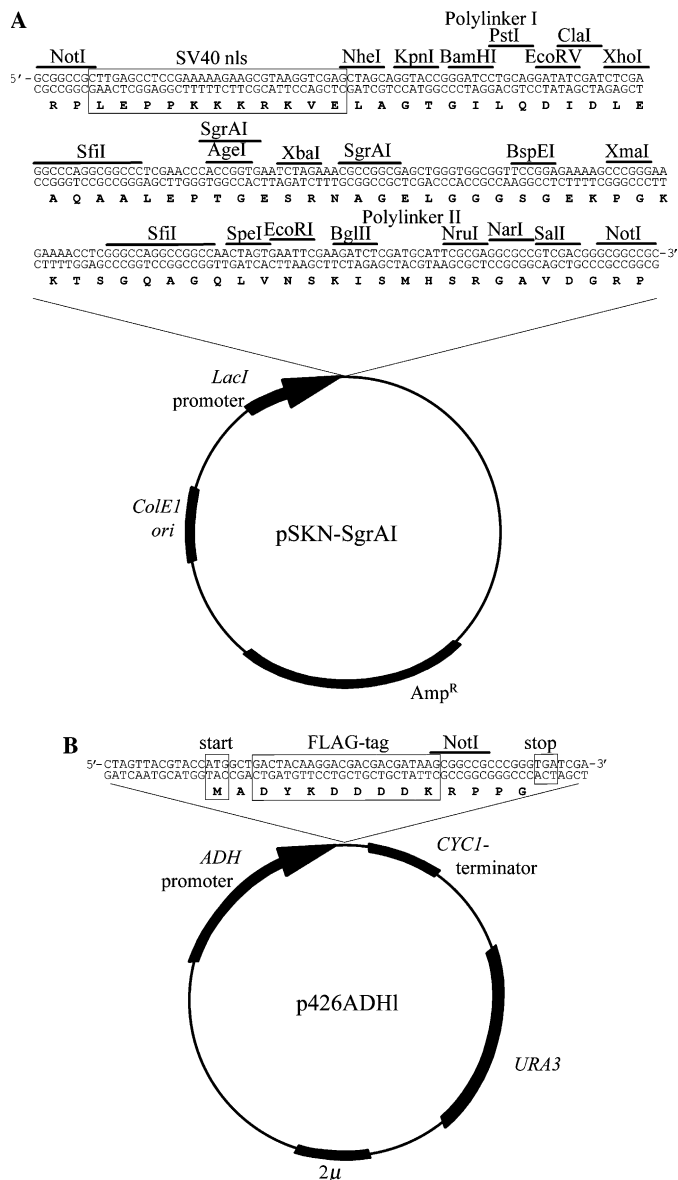 A
Polylinker I
PstI ClaI
NotI SV40 nls NheI KpnI BamHI EcoRV XhoI
5'-GCGGCCGCTTGAGCCTCCGAAAAAGAAGCGTAAGGTCGAGCTAGCAGGTACCGGGATCCTGCAGGATATCGATCTCGA
CGCCGGCGAACTCGGAGGCTTTTTCTTCGCATTCCAGCTCGATCGTCCATGGCCCTAGGACGTCCTATAGCTAGAGCT
R P L E P P K K K R K V E L A G T G I L Q D I D L E
SgrAI
SfiI AgeI XbaI SgrAI BspEI XmaI
GGCCCAGGCGGCCCTCGAACCCACCGGTGAATCTAGAAACGCCGGCGAGCTGGGTGGCGGTTCCGGAGAAAAGCCCGGGAA
CCGGGTCCGCCGGGAGCTTGGGTGGCCACTTAGATCTTTGCGGCCGCTCGACCCACCGCCAAGGCCTCTTTTCGGGCCCTT
A Q A A L E P T G E S R N A G E L G G G S G E K P G K
Polylinker II
SfiI SpeI EcoRI BglII NruI NarI SalI NotI
GAAAACCTCGGGCCAGGCCGGCCAACTAGTGAATTCGAAGATCTCGATGCATTCGCGAGGCGCCGTCGACGGGCGGCCGC-3'
CTTTTGGAGCCCGGTCCGGCCGGTTGATCACTTAAGCTTCTAGAGCTACGTAAGCGCTCCGCGGCAGCTGCCCGCCGGCG
K T S G Q A G Q L V N S K I S M H S R G A V D G R P
LacI
promoter
ColE1
ori
pSKN-SgrAI
AmpR
B
start FLAG-tag NotI stop
5'-CTAGTTACGTACCATGGCTGACTACAAGGACGACGACGATAAGCGGCCGCCCGGGTGATCGA-3'
GATCAATGCATGGTACCGACTGATGTTCCTGCTGCTGCTATTCGCCGGCGGGCCCACTAGCT
M A D Y K D D D D K R P P G
ADH
promoter
CYC1-
terminator
p426ADHl
URA3
2μ